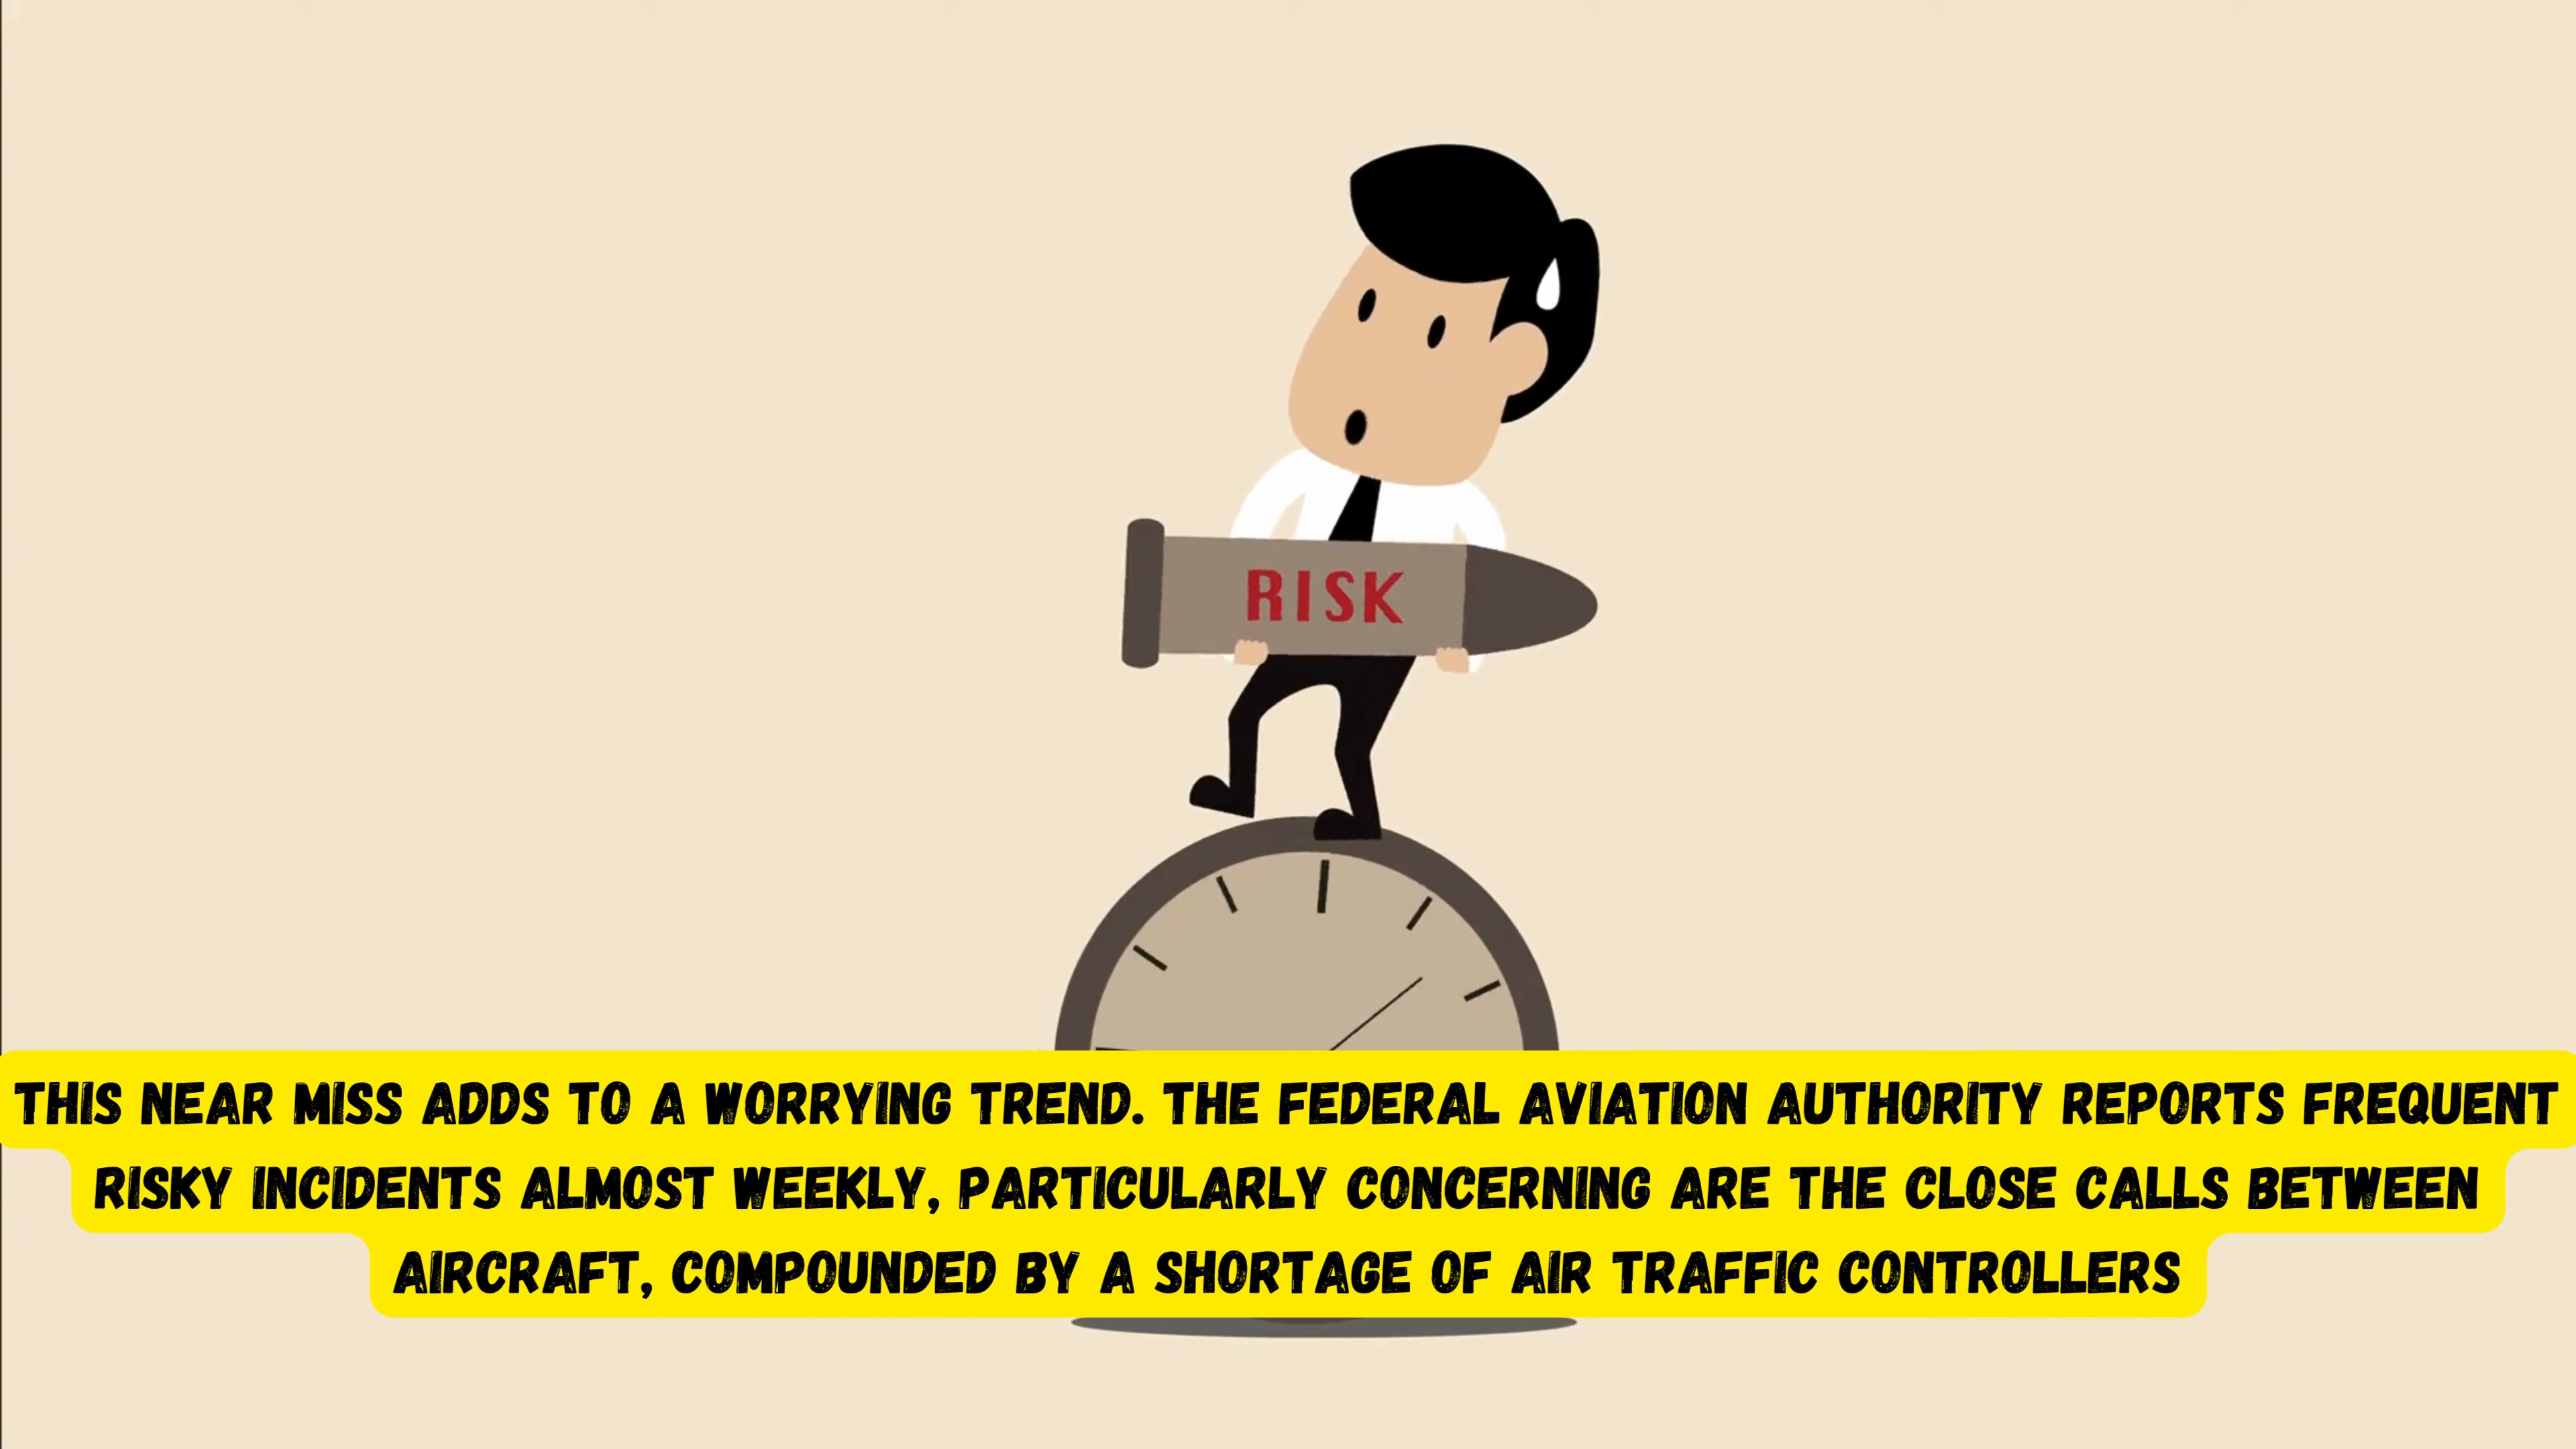 RISK
THIS NEAR MISS ADDS TO A WORRYING TREND. THE FEDERAL AVIATION AUTHORITY REPORTS FREQUENT
RISKY INCIDENTS ALMOST WEEKLY, PARTICULARLY CONCERNING ARE THE CLOSE CALLS BETWEEN
AIRCRAFT, COMPOUNDED BY A SHORTAGE OF AIR TRAFFIC CONTROLLERS